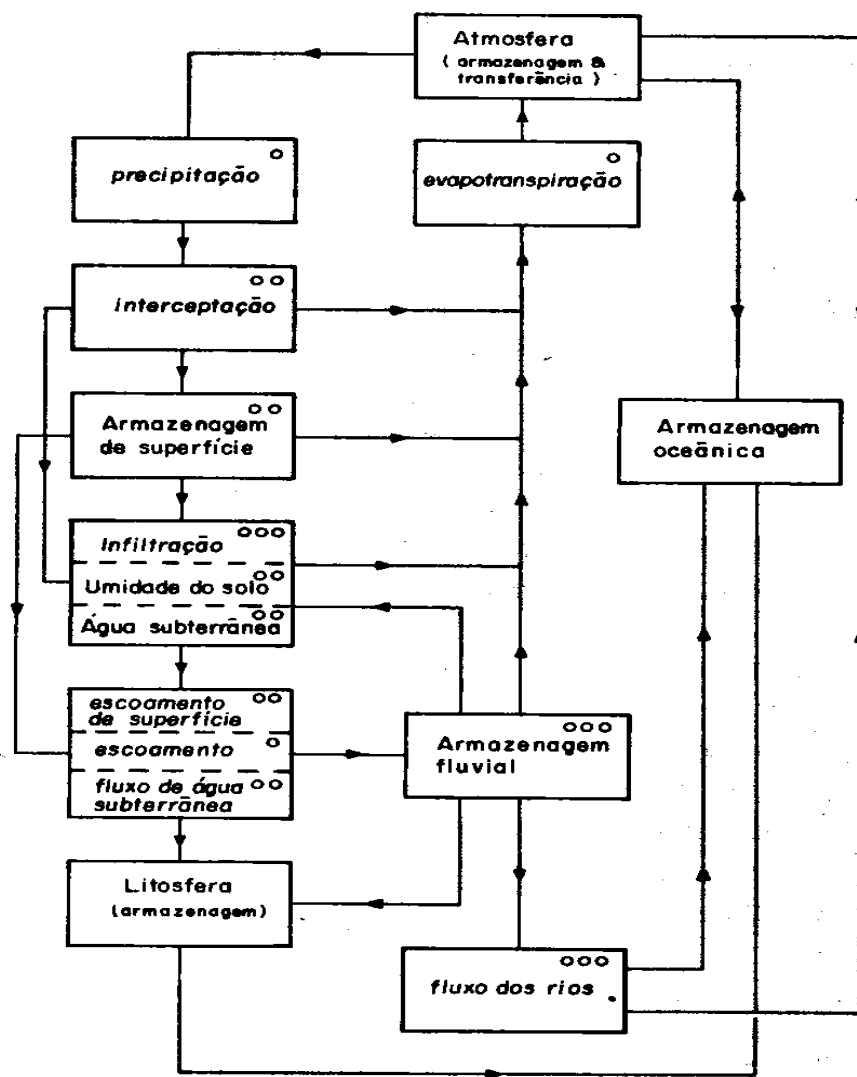 Atmosfera
( armazenagem &
transferência )
precipitação
evapotranspiração
interceptação
Armazenagem
de superfície
Armazenagem
oceânica
Infiltração
Umidade do solo
Água subterrânea
escoamento
de superfície
escoamento
fluxo de água
subterrânea
Armazenagem
fluvial
Litosfera
(armazenagem)
fluxo dos rios